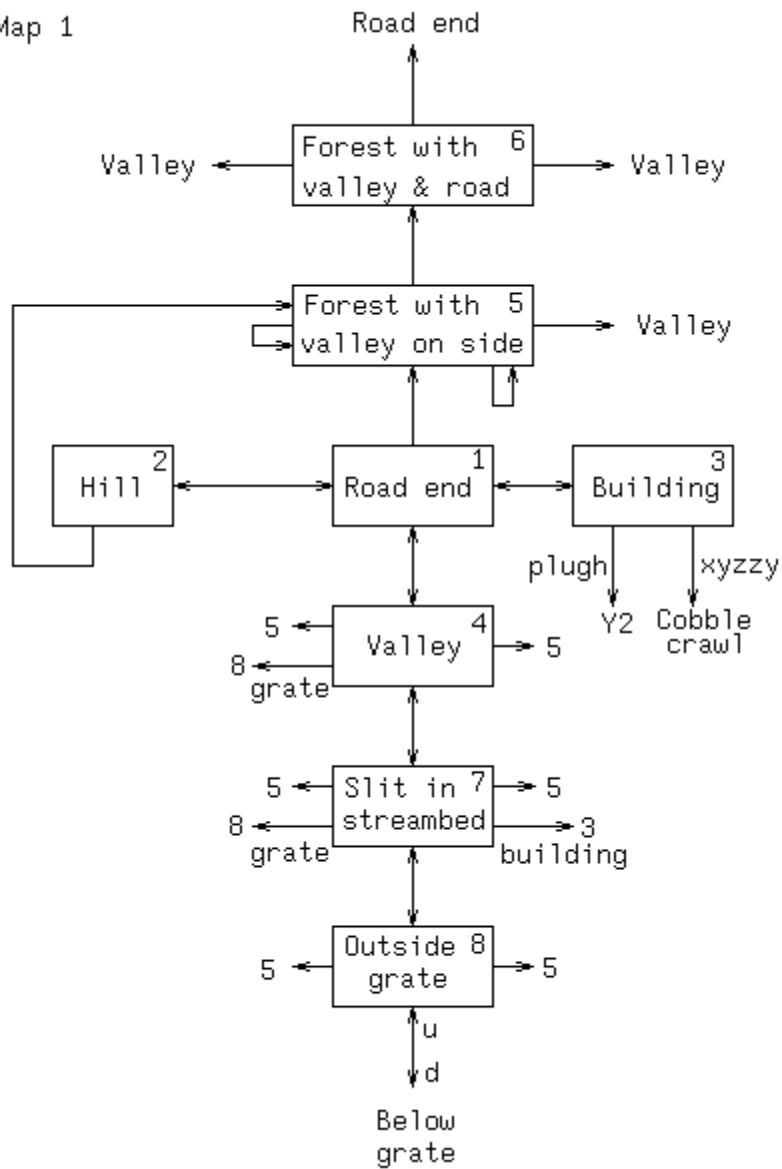 Map 1
Road end
Forest with 6
valley & road
Valley
Valley
Forest with 5
valley on side
Valley
2
Hill
1
Road end
3
Building
plugh
xyzzy
Y2
Cobble
crawl
5
4
Valley
5
8
grate
5
Slit in 7
streambed
5
8
grate
3
building
Outside 8
grate
5
5
u
d
Below
grate